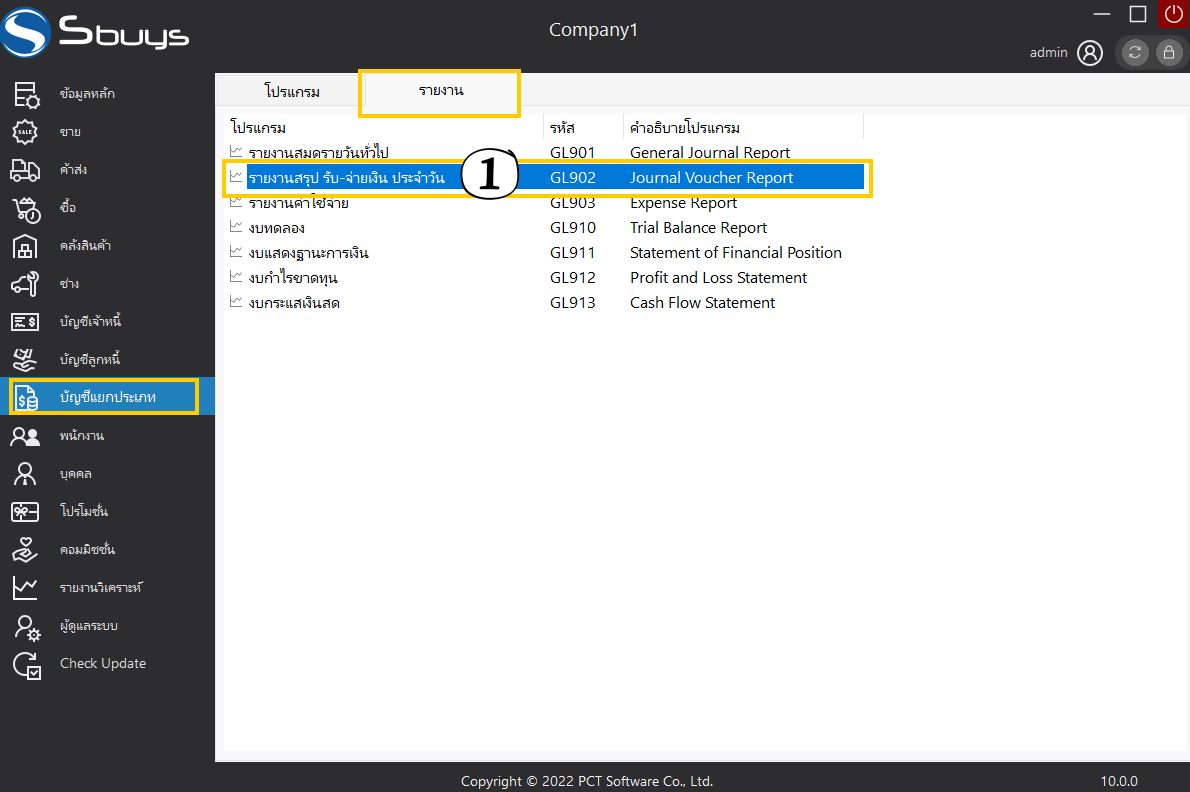 Sbuys
Company1
admin
ข้อมูลหลัก
ขาย
SALE
ค้าส่ง
ซื้อ
คลังสินค้า
ช่าง
บัญชีเจ้าหนี้
บัญชีลูกหนี้
บัญชีแยกประเภท
พนักงาน
บุคคล
โปรโมชั่น
คอมมิชชั่น
รายงานวิเคราะห์
ผู้ดูแลระบบ
Check Update
โปรแกรม รายงาน
โปรแกรม รหัส คำอธิบายโปรแกรม
รายงานสมุดรายวันทั่วไป GL901 General Journal Report
รายงานสรุป รับ-จ่ายเงิน ประจำวัน 1 GL902 Journal Voucher Report
รายงานค่าใช้จ่าย GL903 Expense Report
งบทดลอง GL910 Trial Balance Report
งบแสดงฐานะการเงิน GL911 Statement of Financial Position
งบกำไรขาดทุน GL912 Profit and Loss Statement
งบกระแสเงินสด GL913 Cash Flow Statement
Copyright © 2022 PCT Software Co., Ltd. 10.0.0